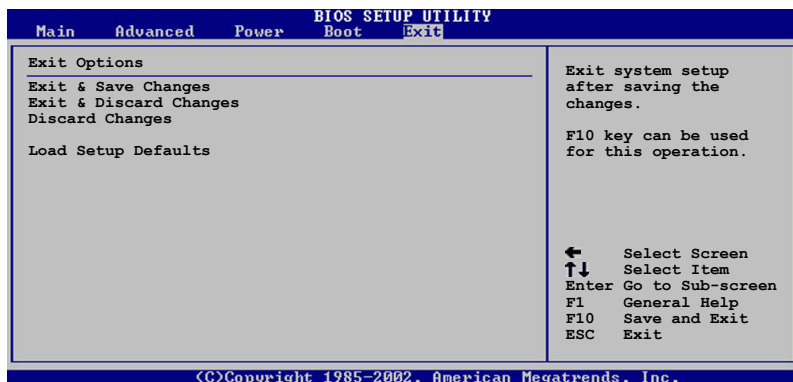 BIOS SETUP UTILITY
Main Advanced Power Boot Exit
Exit Options
Exit & Save Changes
Exit & Discard Changes
Discard Changes
Load Setup Defaults
Exit system setup
after saving the
changes.
F10 key can be used
for this operation.
← Select Screen
↑↓ Select Item
Enter Go to Sub-screen
F1 General Help
F10 Save and Exit
ESC Exit
(C)Copyright 1985-2002, American Megatrends, Inc.